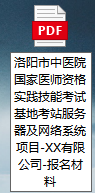 PDF
洛阳市中医院
国家医师资格
实践技能考试
基地考站服务
器及网络系统
项目-XX有限
公司-报名材
料